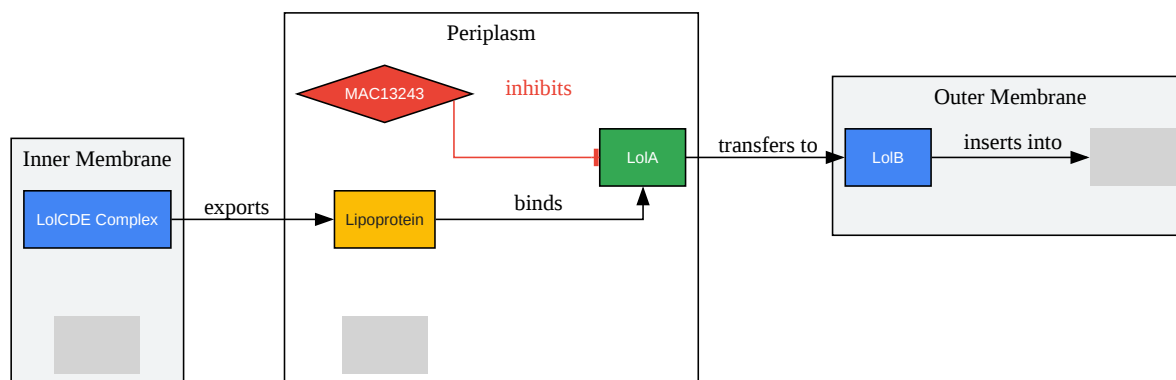 Periplasm
MAC13243
inhibits
Outer Membrane
Inner Membrane
LolA
transfers to
LolB
inserts into
LolCDE Complex
exports
Lipoprotein
binds